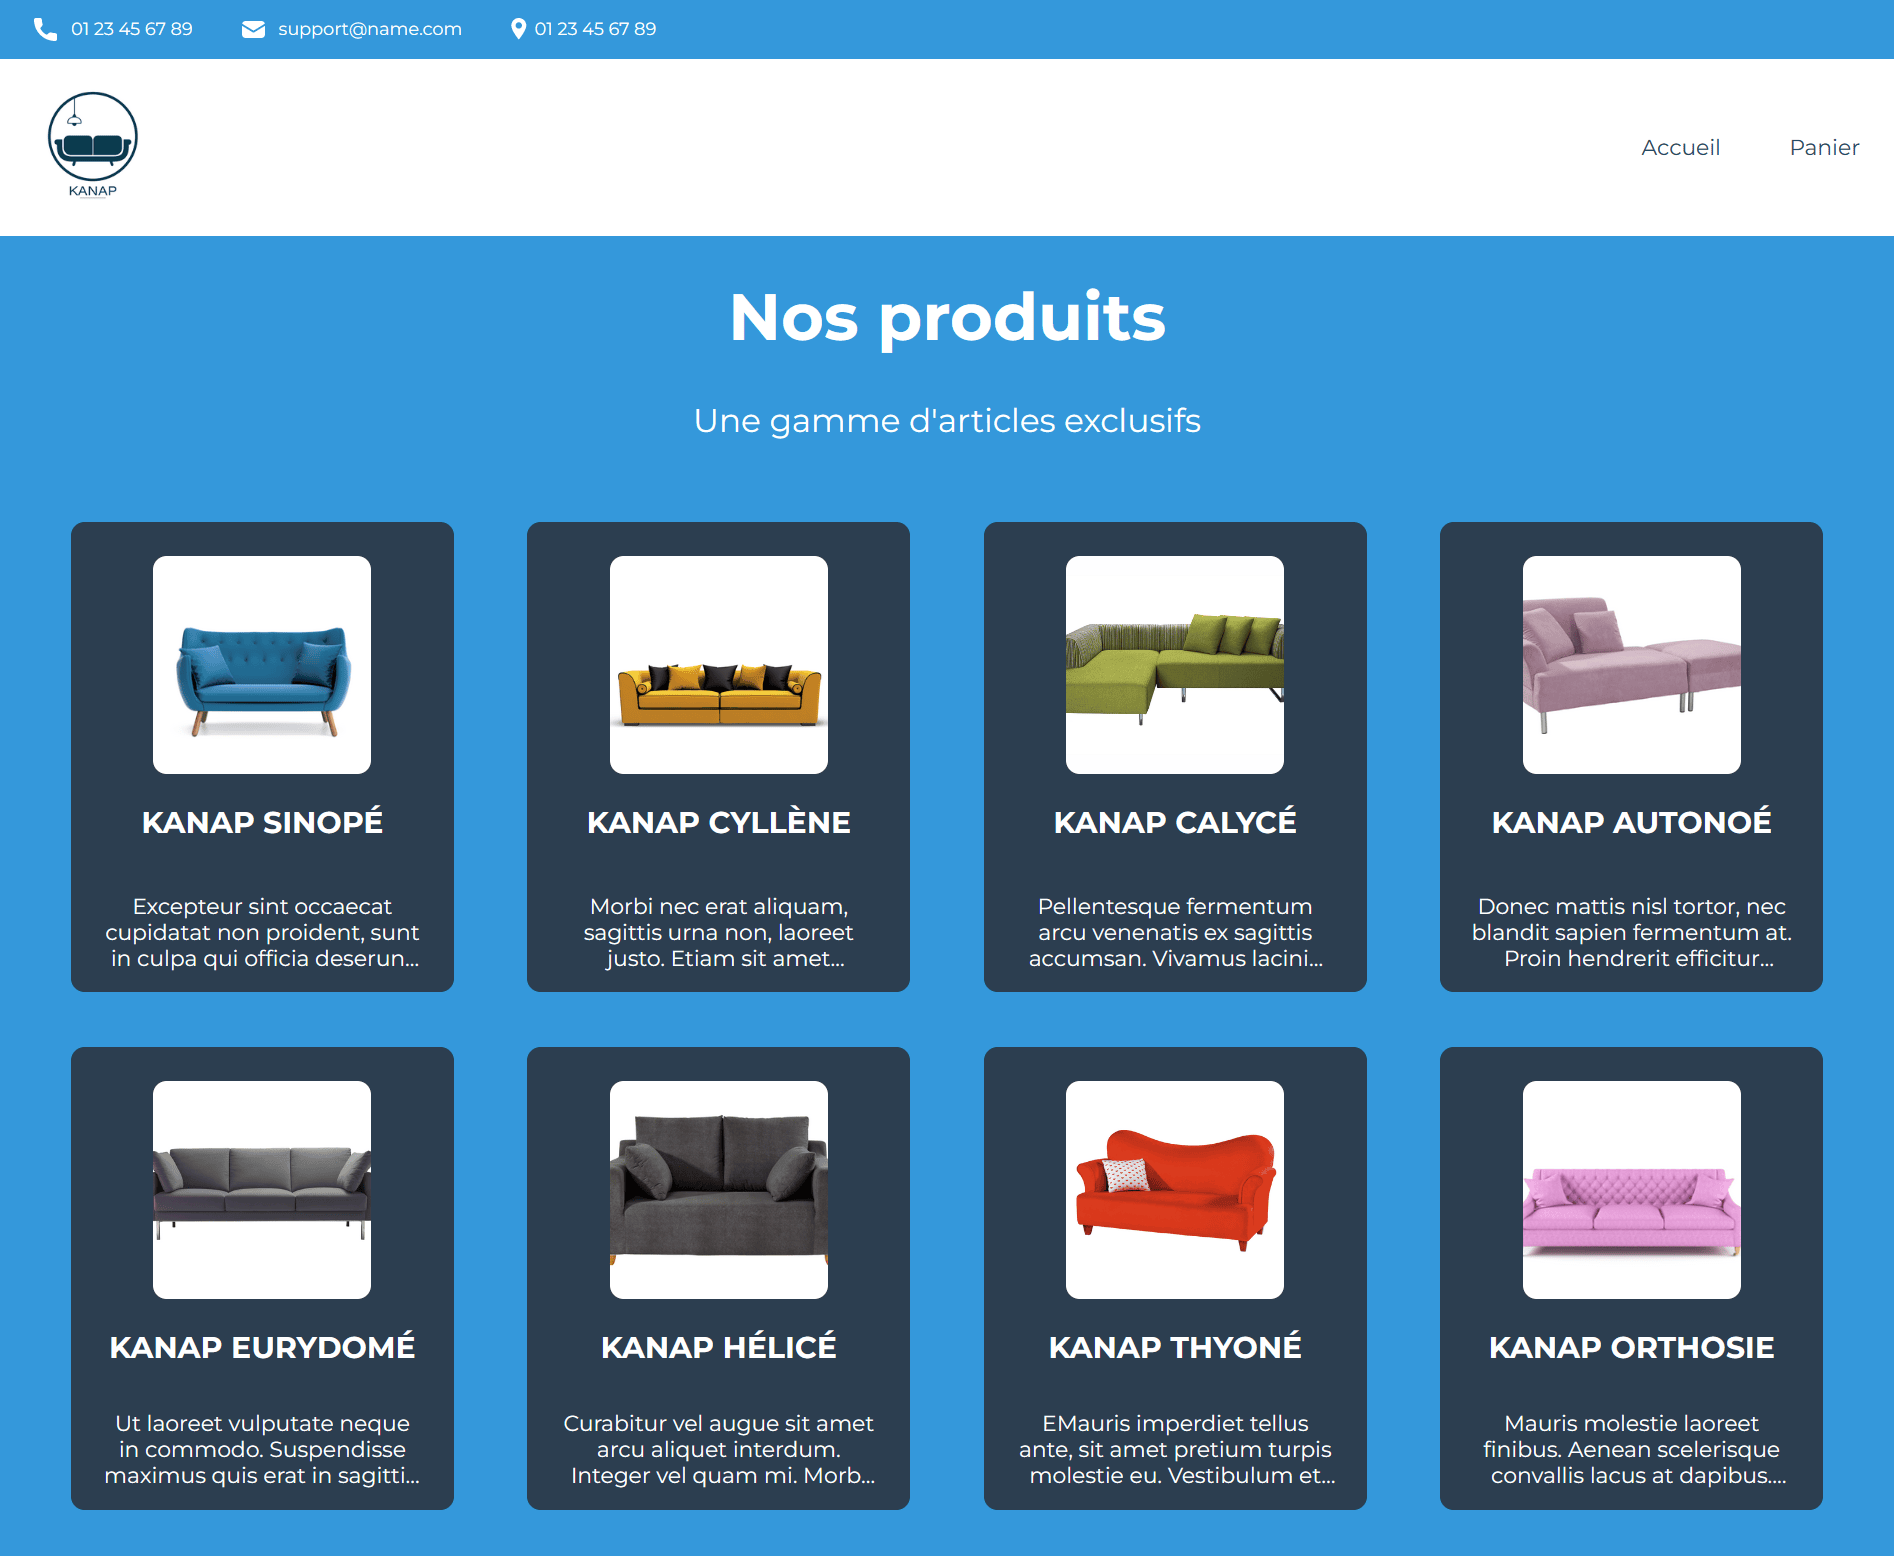 01 23 45 67 89
support@name.com
01 23 45 67 89
KANAP
Accueil
Panier
Nos produits
Une gamme d'articles exclusifs
KANAP SINOPÉ
Excepteur sint occaecat
cupidatat non proident, sunt
in culpa qui officia deserun...
KANAP CYLLÈNE
Morbi nec erat aliquam,
sagittis urna non, laoreet
justo. Etiam sit amet...
KANAP CALYCÉ
Pellentesque fermentum
arcu venenatis ex sagittis
accumsan. Vivamus lacini...
KANAP AUTONOÉ
Donec mattis nisl tortor, nec
blandit sapien fermentum at.
Proin hendrerit efficitur...
KANAP EURYDOMÉ
Ut laoreet vulputate neque
in commodo. Suspendisse
maximus quis erat in sagitti...
KANAP HÉLICÉ
Curabitur vel augue sit amet
arcu aliquet interdum.
Integer vel quam mi. Morb...
KANAP THYONÉ
EMauris imperdiet tellus
ante, sit amet pretium turpis
molestie eu. Vestibulum et...
KANAP ORTHOSIE
Mauris molestie laoreet
finibus. Aenean scelerisque
convallis lacus at dapibus....